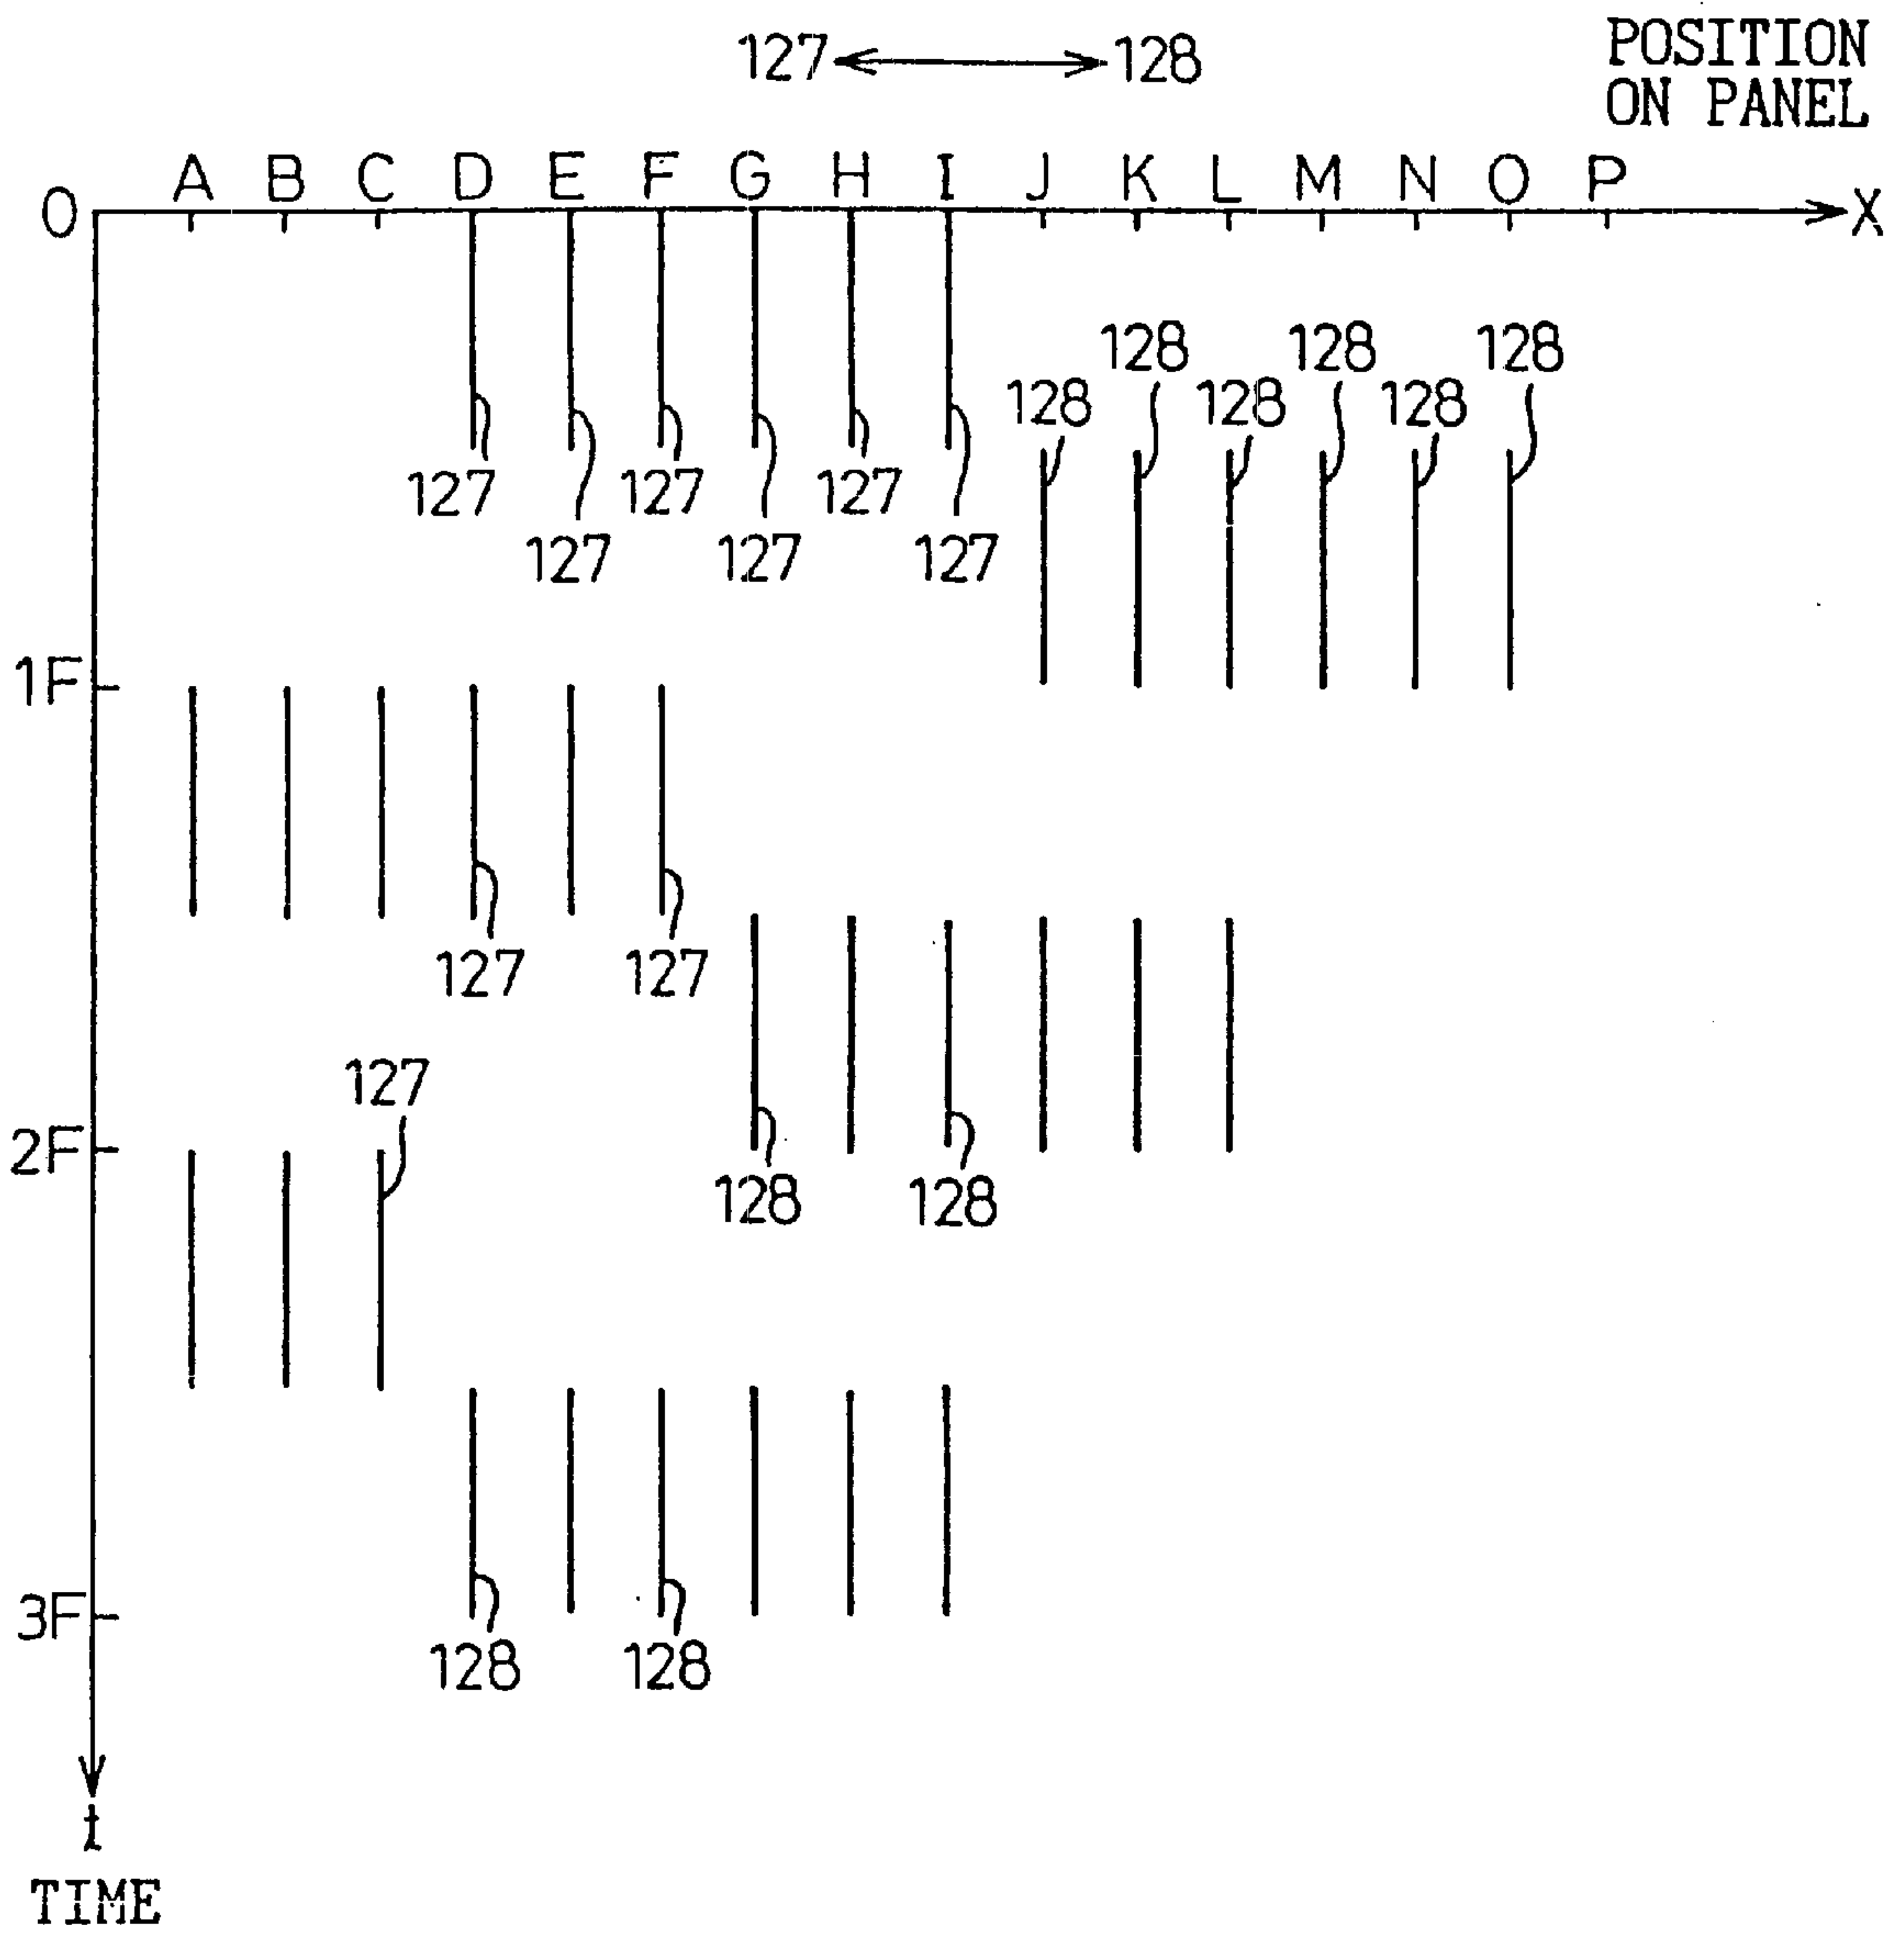 127 128
POSITION
ON PANEL
A B C D E F G H I J K L M N O P
0 X
128 128 128
128 128 128
127 127 127
127 127 127
1F
127 127
127
2F
128 128
3F
128 128
t
TIME